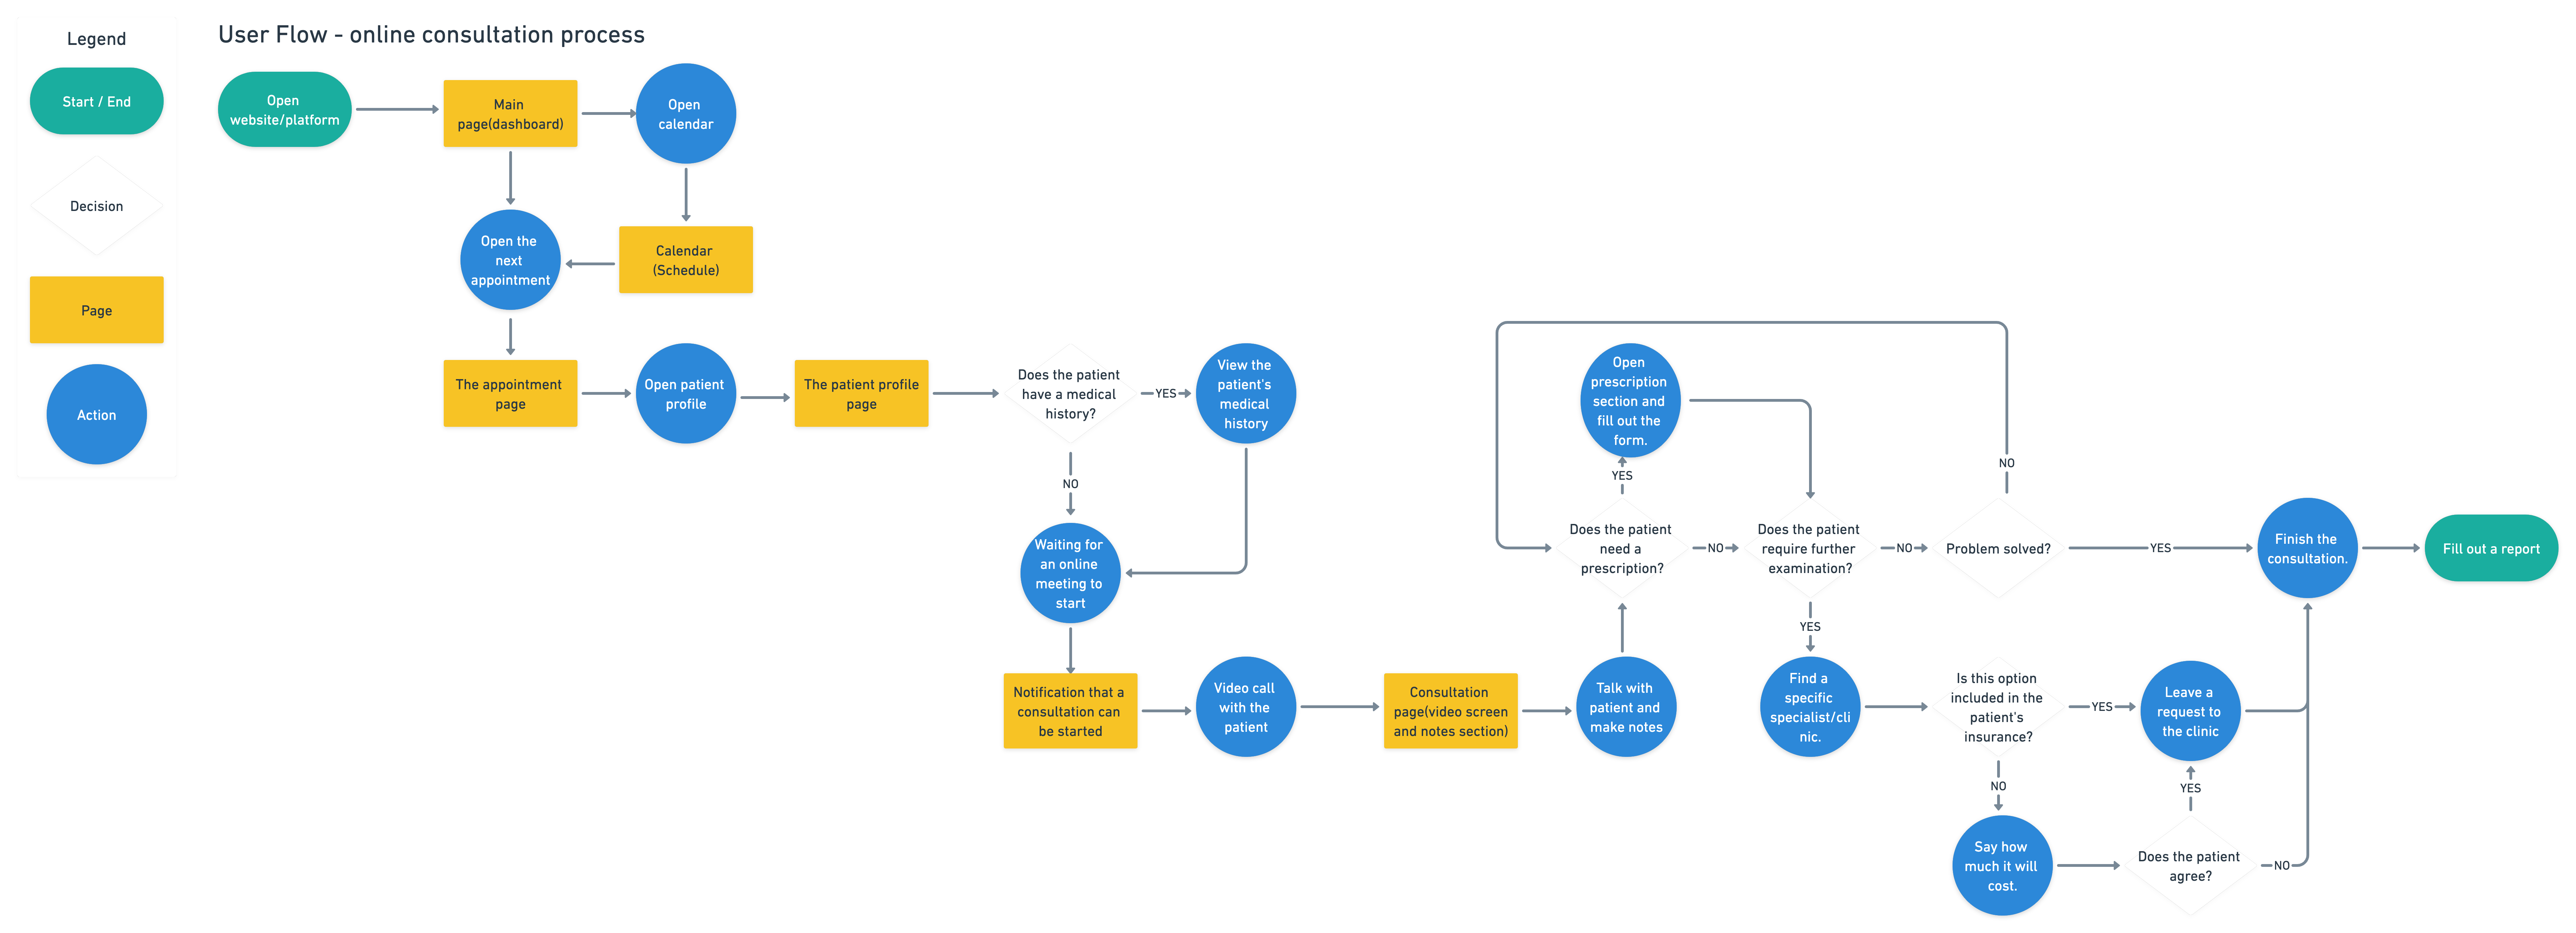 Legend
Start / End
Decision
Page
Action
User Flow - online consultation process
Open
website/platform
Main
page(dashboard)
Open
calendar
Open the
next
appointment
Calendar
(Schedule)
The appointment
page
Open patient
profile
The patient profile
page
Does the patient
have a medical
history?
YES
View the
patient's
medical
history
NO
Waiting for
an online
meeting to
start
Notification that a
consultation can
be started
Video call
with the
patient
Consultation
page(video screen
and notes section)
Talk with
patient and
make notes
Does the patient
need a
prescription?
YES
Open
prescription
section and
fill out the
form.
NO
Does the patient
require further
examination?
NO
Problem solved?
NO
YES
Finish the
consultation.
Fill out a report
YES
Find a
specific
specialist/cli
nic.
Is this option
included in the
patient's
insurance?
YES
Leave a
request to
the clinic
NO
Say how
much it will
cost.
Does the patient
agree?
YES
NO